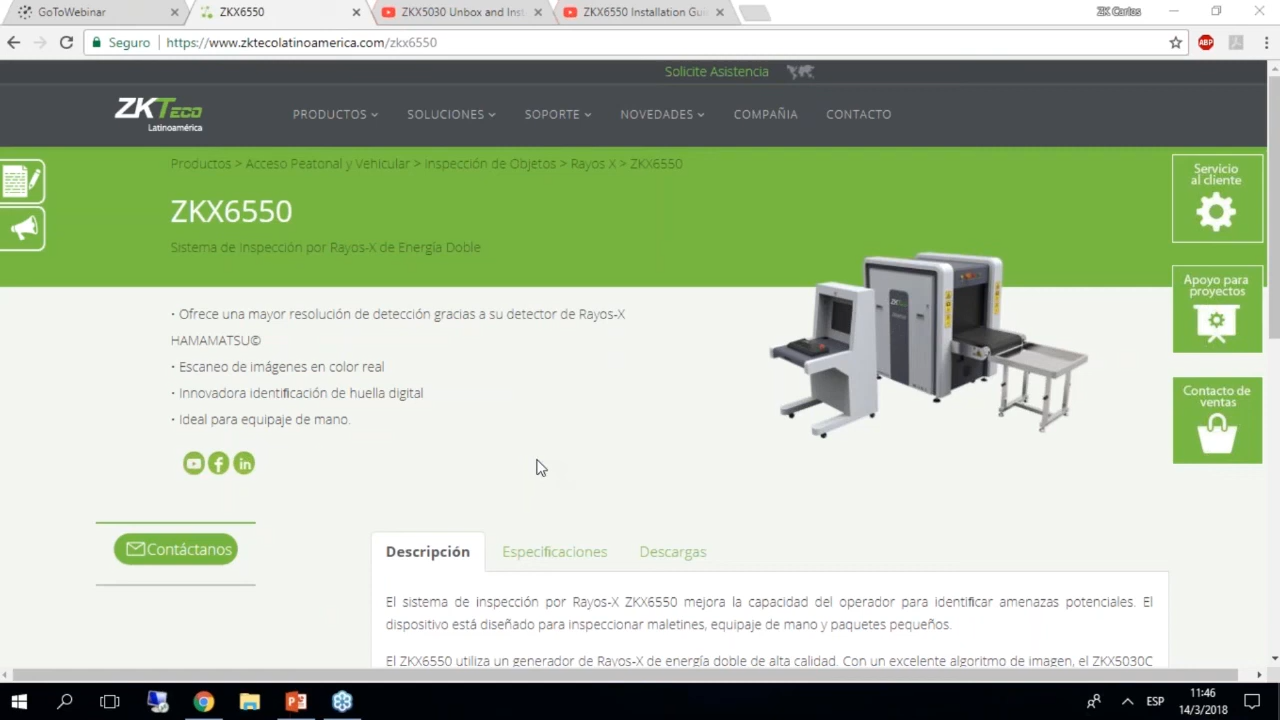 GoToWebinar
ZKX6550
ZKX5030 Unbox and Inst
ZKX6550 Installation Gui
ZK Carlos
Seguro
https://www.zktecolatinoamerica.com/zkx6550
ABP
Solicite Asistencia
ZKTECO
Latinoamérica
PRODUCTOS
SOLUCIONES
SOPORTE
NOVEDADES
COMPAÑIA
CONTACTO
Productos > Acceso Peatonal y Vehicular > Inspección de Objetos > Rayos X > ZKX6550
ZKX6550
Sistema de Inspección por Rayos-X de Energía Doble
• Ofrece una mayor resolución de detección gracias a su detector de Rayos-X
HAMAMATSU©
• Escaneo de imágenes en color real
• Innovadora identificación de huella digital
• Ideal para equipaje de mano.
Servicio
al cliente
Apoyo para
proyectos
Contacto de
ventas
in
Contáctanos
Descripción
Especificaciones
Descargas
El sistema de inspección por Rayos-X ZKX6550 mejora la capacidad del operador para identificar amenazas potenciales. El
dispositivo está diseñado para inspeccionar maletines, equipaje de mano y paquetes pequeños.
El ZKX6550 utiliza un generador de Rayos-X de energía doble de alta calidad. Con un excelente algoritmo de imagen, el ZKX5030C
ESP
11:46
14/3/2018